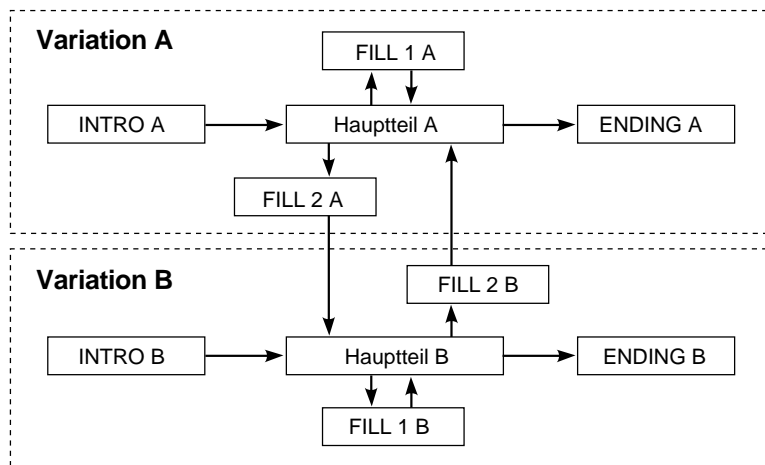 Variation A
FILL 1 A
INTRO A
Hauptteil A
ENDING A
FILL 2 A
Variation B
FILL 2 B
INTRO B
Hauptteil B
ENDING B
FILL 1 B